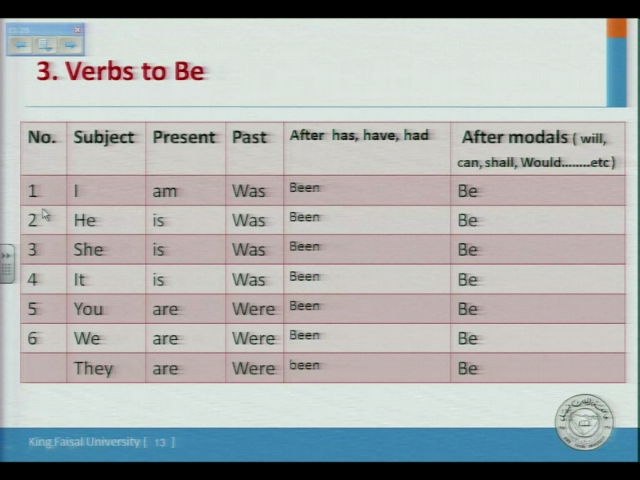 3. Verbs to Be
No. Subject Present Past After has, have, had After modals ( will, can, shall, Would........etc)
1 I am Was Been Be
2 He is Was Been Be
3 She is Was Been Be
4 It is Was Been Be
5 You are Were Been Be
6 We are Were Been Be
They are Were been Be
King Faisal University [ 13 ]